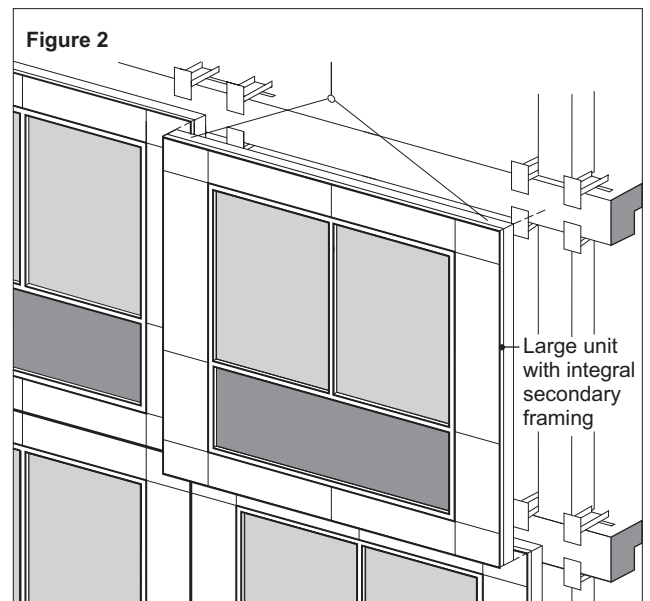 Figure 2
Large unit
with integral
secondary
framing